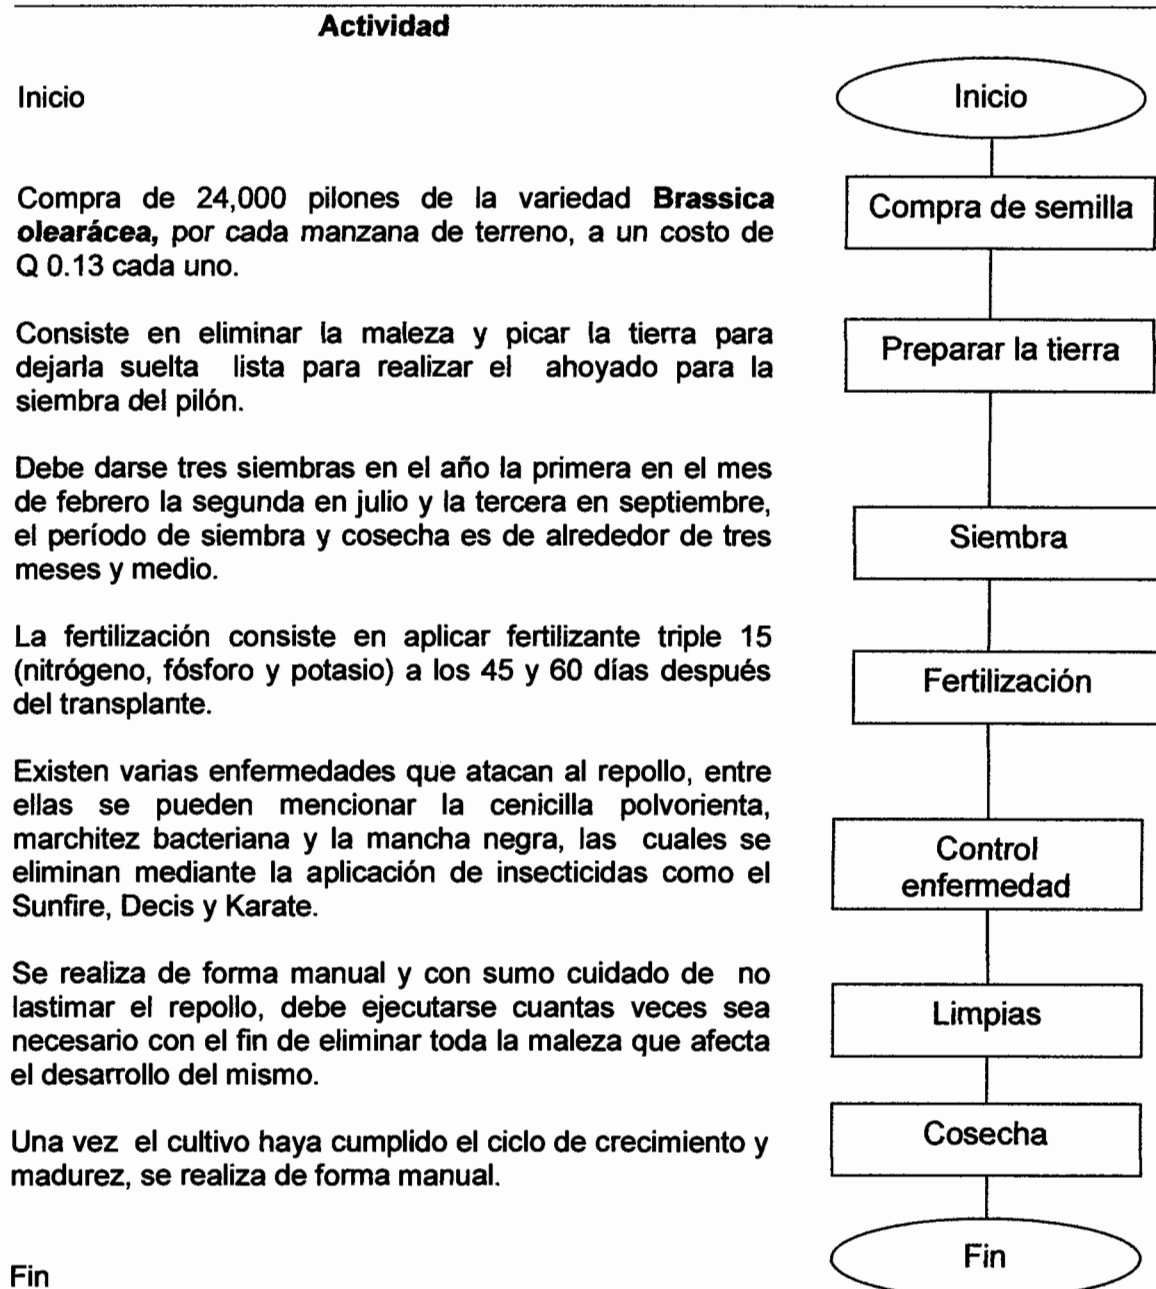 Actividad
Inicio
Inicio
Compra de 24,000 pilones de la variedad Brassica
olearácea, por cada manzana de terreno, a un costo de
Q 0.13 cada uno.
Compra de semilla
Consiste en eliminar la maleza y picar la tierra para
dejarla suelta lista para realizar el ahoyado para la
siembra del pilón.
Preparar la tierra
Debe darse tres siembras en el año la primera en el mes
de febrero la segunda en julio y la tercera en septiembre,
el período de siembra y cosecha es de alrededor de tres
meses y medio.
Siembra
La fertilización consiste en aplicar fertilizante triple 15
(nitrógeno, fósforo y potasio) a los 45 y 60 días después
del transplante.
Fertilización
Existen varias enfermedades que atacan al repollo, entre
ellas se pueden mencionar la cenicilla polvorienta,
marchitez bacteriana y la mancha negra, las cuales se
eliminan mediante la aplicación de insecticidas como el
Sunfire, Decis y Karate.
Control
enfermedad
Se realiza de forma manual y con sumo cuidado de no
lastimar el repollo, debe ejecutarse cuantas veces sea
necesario con el fin de eliminar toda la maleza que afecta
el desarrollo del mismo.
Limpias
Una vez el cultivo haya cumplido el ciclo de crecimiento y
madurez, se realiza de forma manual.
Cosecha
Fin
Fin